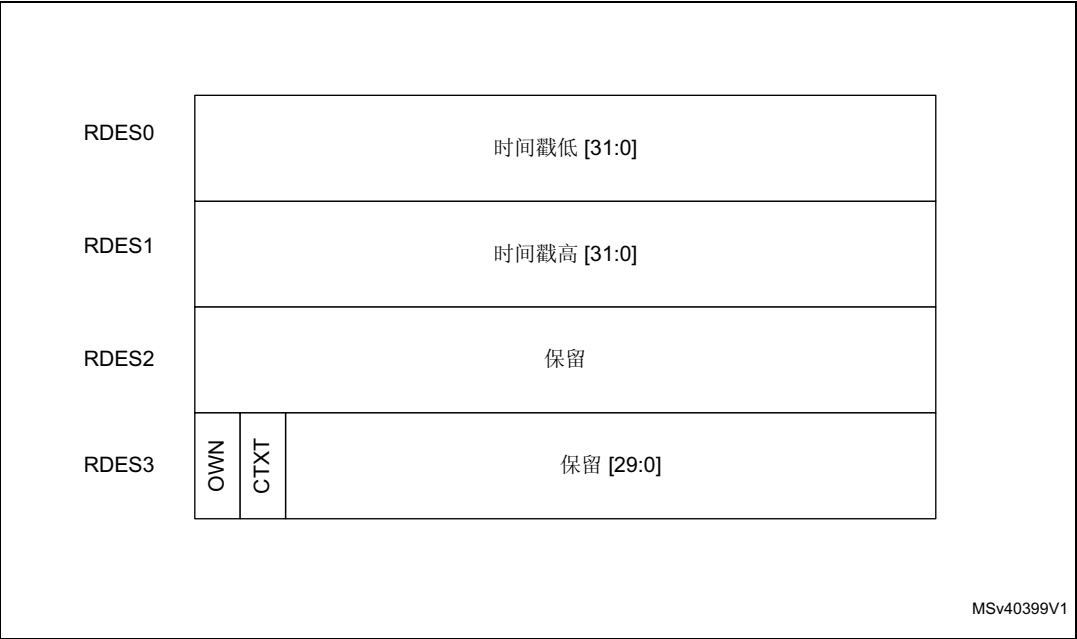 RDES0
时间戳低 [31:0]
RDES1
时间戳高 [31:0]
RDES2
保留
RDES3
OWN
CTXT
保留 [29:0]
MSv40399V1